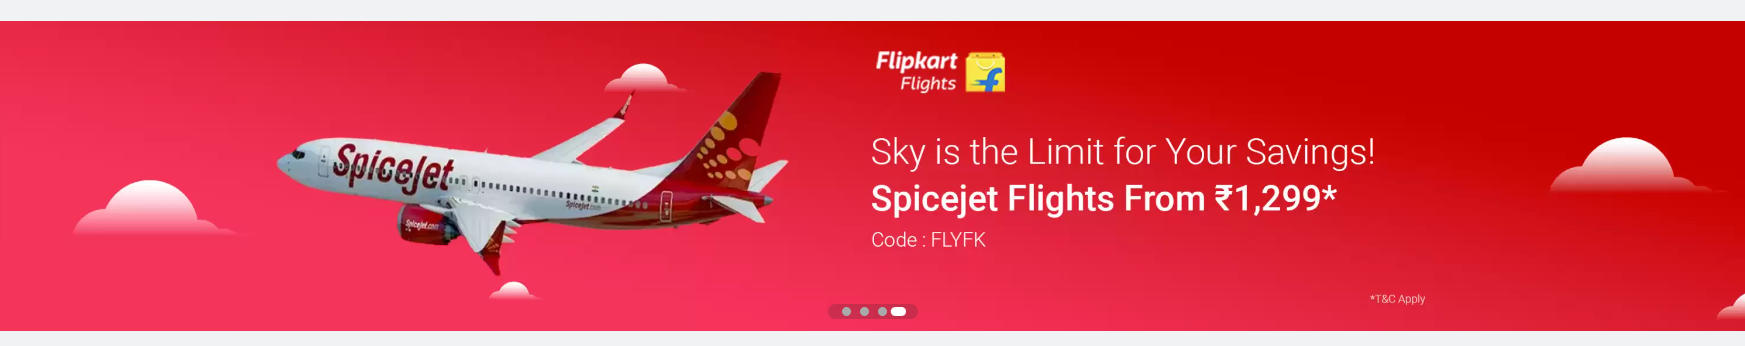 Flipkart
Flights
Sky is the Limit for Your Savings!
Spicejet Flights From ₹1,299*
Code : FLYFK
*T&C Apply
SpiceJet
SpiceJet.com
SpiceJet.com